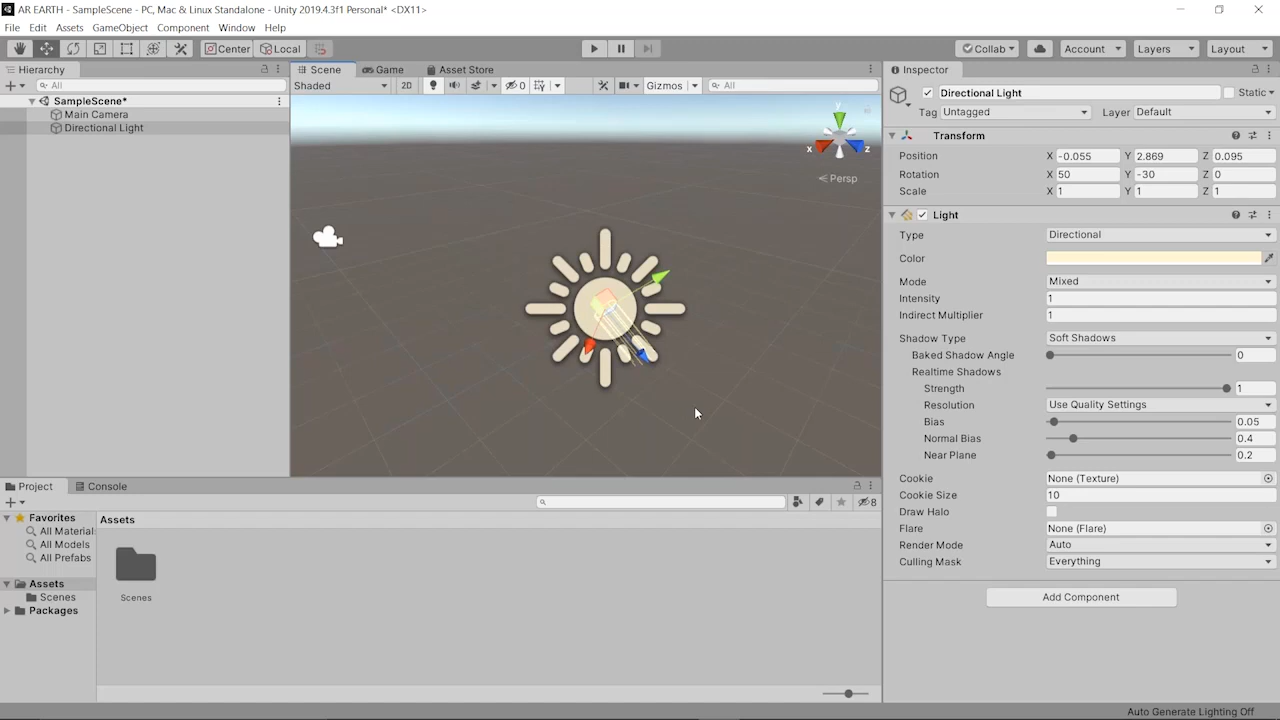 AR EARTH - SampleScene - PC, Mac & Linux Standalone - Unity 2019.4.3f1 Personal* <DX11>
File Edit Assets GameObject Component Window Help
Center Local Collab Account Layers Layout
Hierarchy
All
SampleScene*
Main Camera
Directional Light
Scene Game Asset Store
Shaded 2D 0 Gizmos All
y
x z
Persp
Inspector
Directional Light Static
Tag Untagged Layer Default
Transform
Position X -0.055 Y 2.869 Z 0.095
Rotation X 50 Y -30 Z 0
Scale X 1 Y 1 Z 1
Light
Type Directional
Color
Mode Mixed
Intensity 1
Indirect Multiplier 1
Shadow Type Soft Shadows
Baked Shadow Angle 0
Realtime Shadows
Strength 1
Resolution Use Quality Settings
Bias 0.05
Normal Bias 0.4
Near Plane 0.2
Cookie None (Texture)
Cookie Size 10
Draw Halo
Flare None (Flare)
Render Mode Auto
Culling Mask Everything
Add Component
Project Console
8
Favorites
All Material
All Models
All Prefabs
Assets
Scenes
Packages
Assets
Scenes
Auto Generate Lighting Off